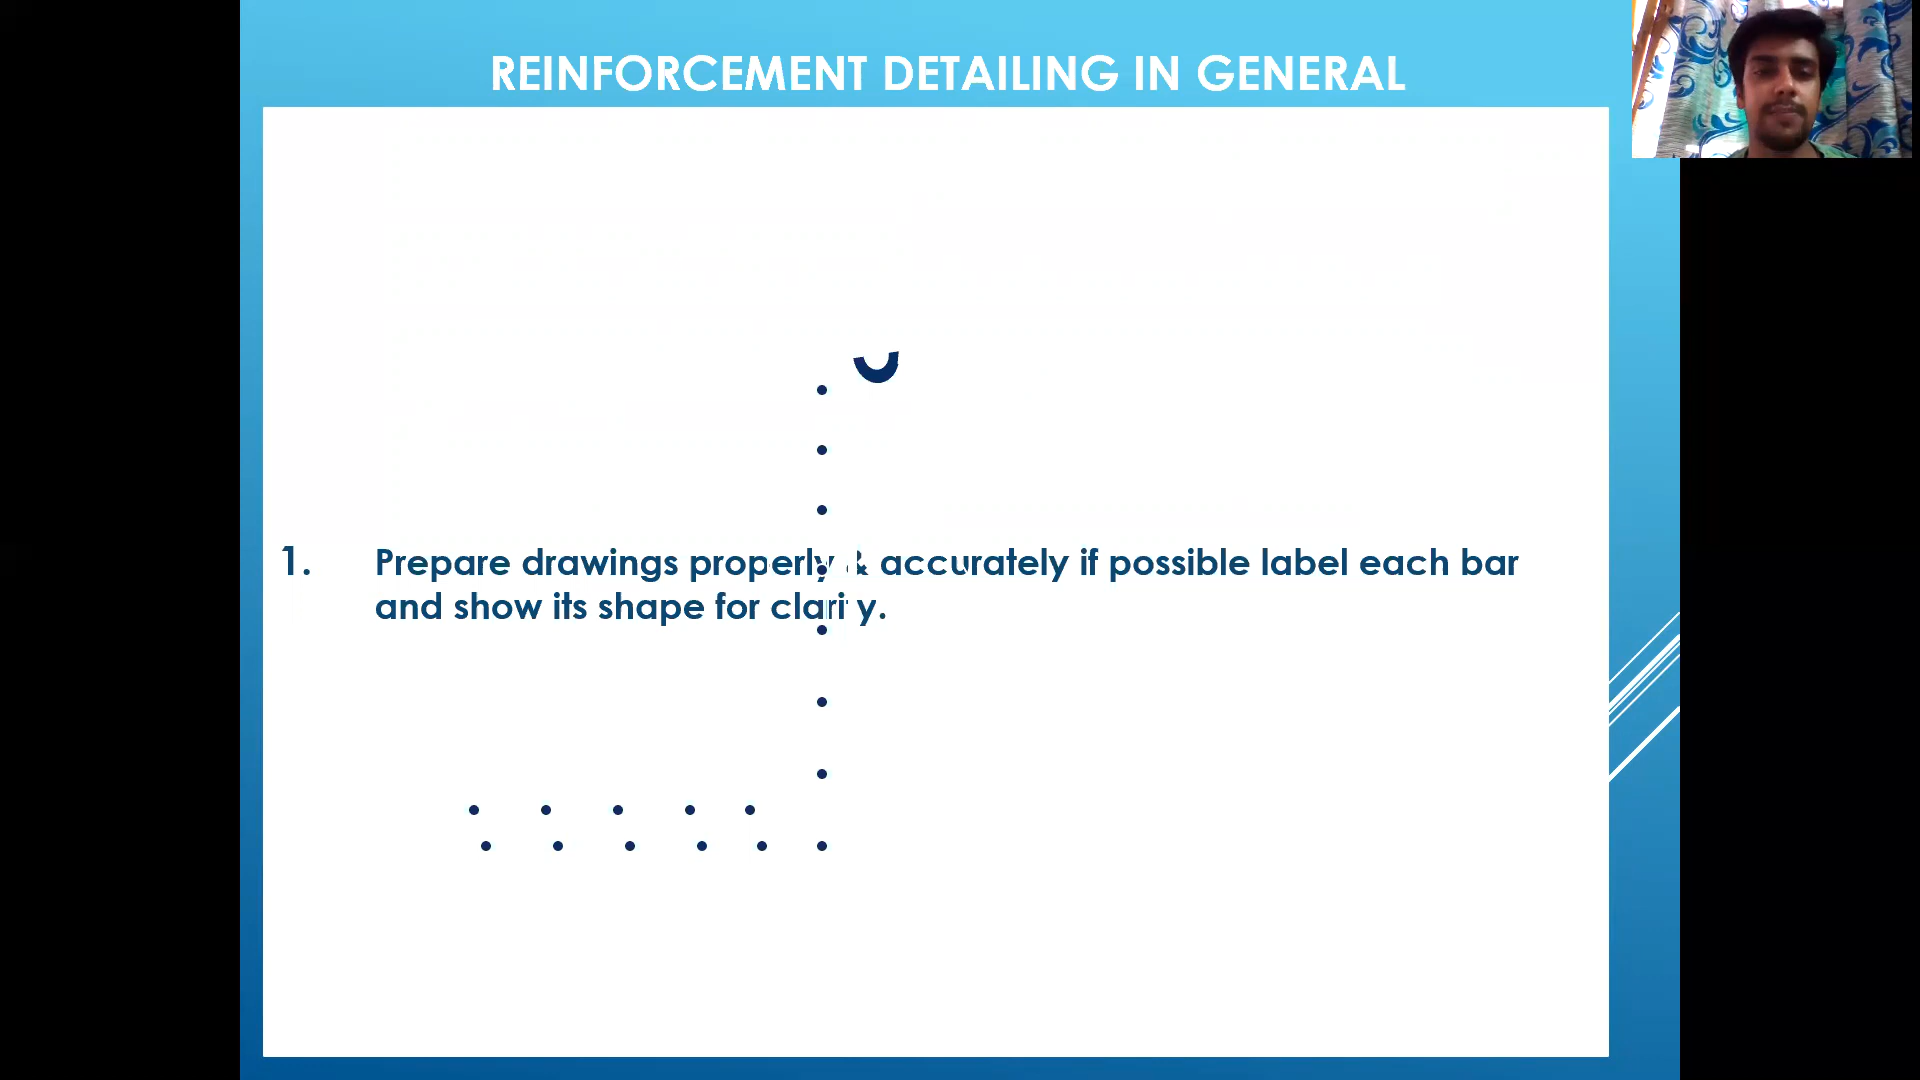 REINFORCEMENT DETAILING IN GENERAL
1. Prepare drawings properly & accurately if possible label each bar
and show its shape for clarity.